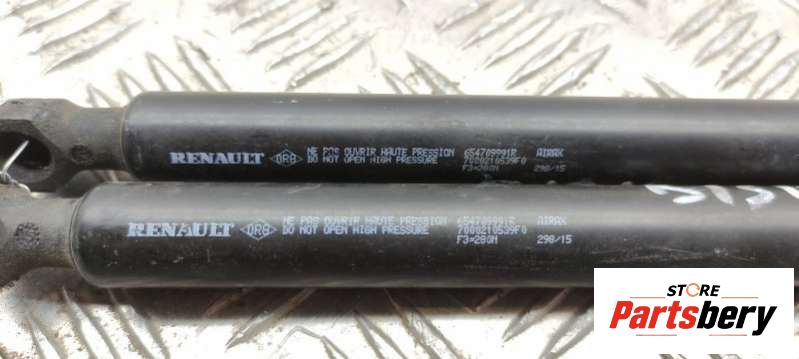 RENAULT ORG NE PAS OUVRIR HAUTE PRESSION 654709991R AIRAX
DO NOT OPEN HIGH PRESSURE 7000210539F0
F3=280N 298/15
RENAULT ORG NE PAS OUVRIR HAUTE PRESSION 654709991R AIRAX
DO NOT OPEN HIGH PRESSURE 7000210539F0
F3=280N 298/15
STORE
Partsbery